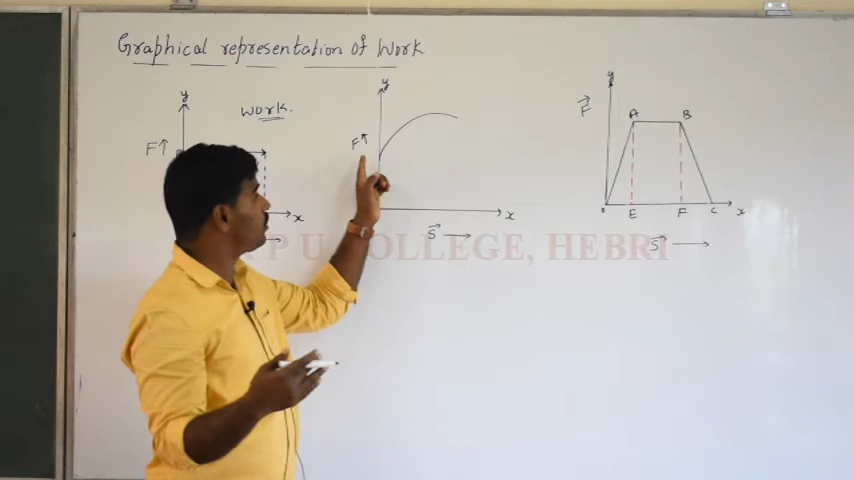 Graphical representation of Work
y
Work.
F↑
x
y
F↑
S →
x
y
F
A
B
O
E
F
C
x
S →
P U COLLEGE, HEBRI